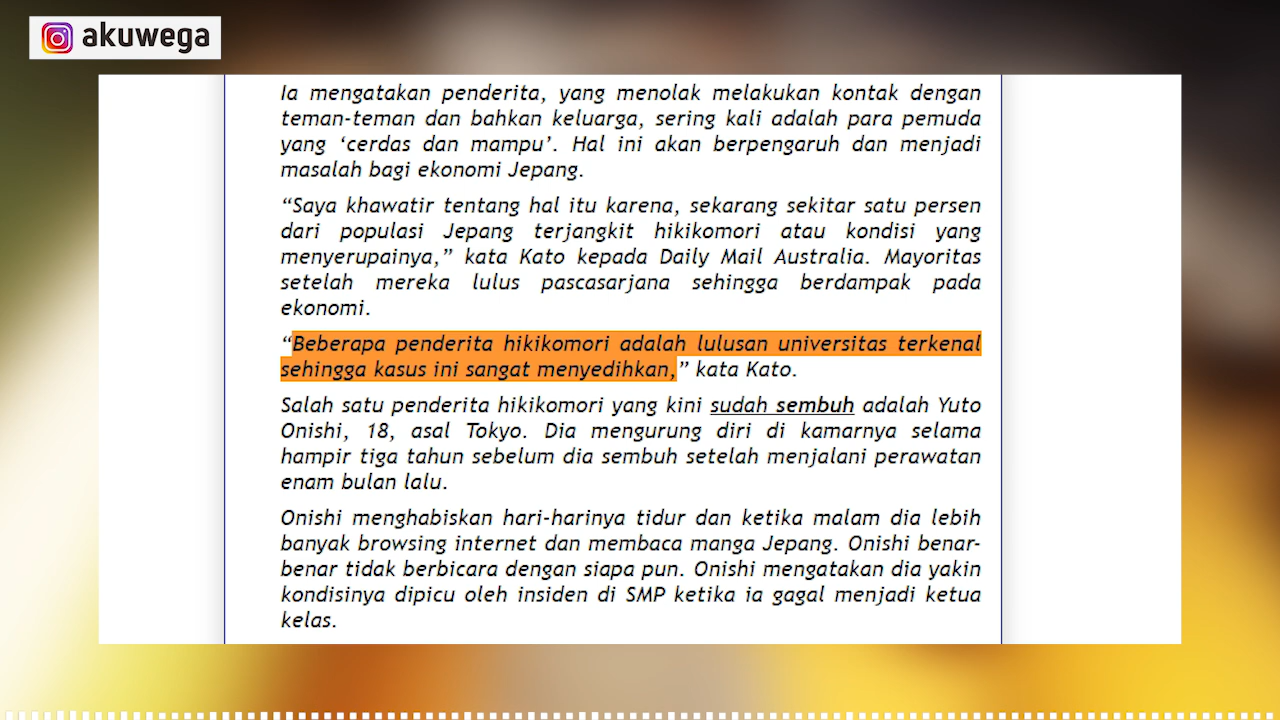 akuwega
Ia mengatakan penderita, yang menolak melakukan kontak dengan
teman-teman dan bahkan keluarga, sering kali adalah para pemuda
yang ‘cerdas dan mampu’. Hal ini akan berpengaruh dan menjadi
masalah bagi ekonomi Jepang.
“Saya khawatir tentang hal itu karena, sekarang sekitar satu persen
dari populasi Jepang terjangkit hikikomori atau kondisi yang
menyerupainya,” kata Kato kepada Daily Mail Australia. Mayoritas
setelah mereka lulus pascasarjana sehingga berdampak pada
ekonomi.
“Beberapa penderita hikikomori adalah lulusan universitas terkenal
sehingga kasus ini sangat menyedihkan,” kata Kato.
Salah satu penderita hikikomori yang kini sudah sembuh adalah Yuto
Onishi, 18, asal Tokyo. Dia mengurung diri di kamarnya selama
hampir tiga tahun sebelum dia sembuh setelah menjalani perawatan
enam bulan lalu.
Onishi menghabiskan hari-harinya tidur dan ketika malam dia lebih
banyak browsing internet dan membaca manga Jepang. Onishi benar-
benar tidak berbicara dengan siapa pun. Onishi mengatakan dia yakin
kondisinya dipicu oleh insiden di SMP ketika ia gagal menjadi ketua
kelas.